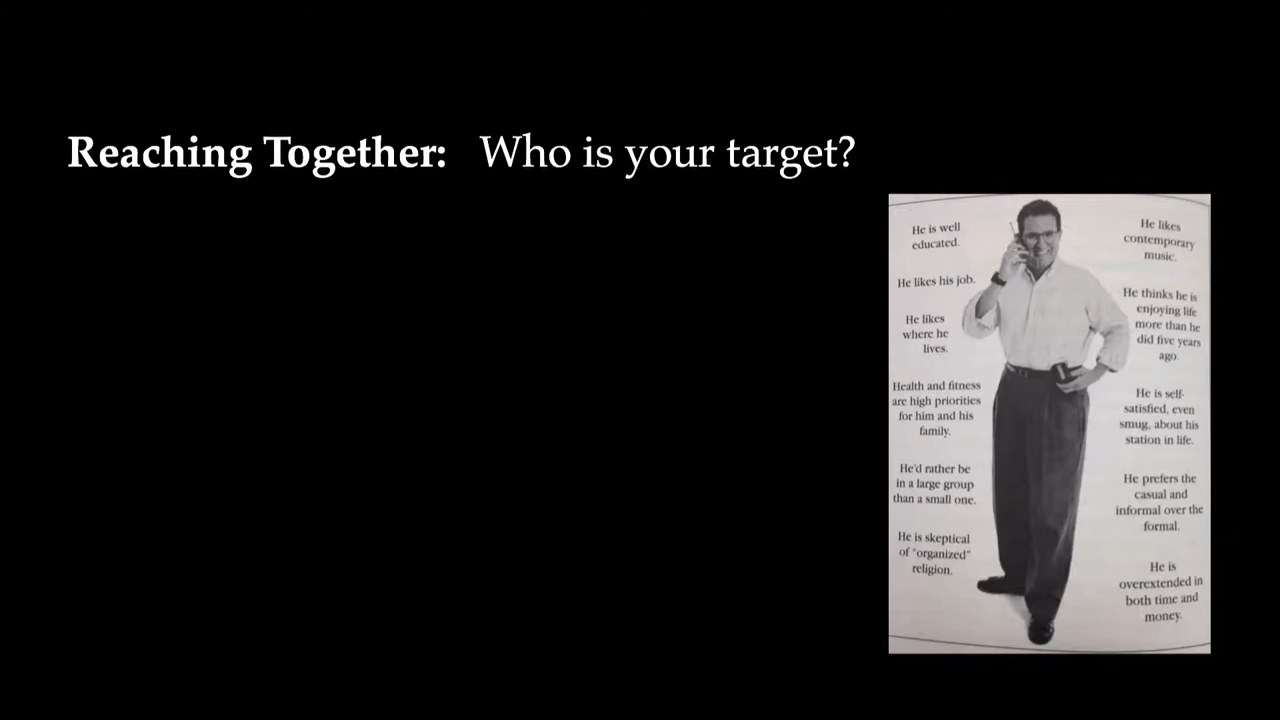 Reaching Together: Who is your target?
He is well
educated.
He likes his job.
He likes
where he
lives.
Health and fitness
are high priorities
for him and his
family.
He'd rather be
in a large group
than a small one.
He is skeptical
of "organized"
religion.
He likes
contemporary
music.
He thinks he is
enjoying life
more than he
did five years
ago.
He is self-
satisfied, even
smug, about his
station in life.
He prefers the
casual and
informal over the
formal.
He is
overextended in
both time and
money.